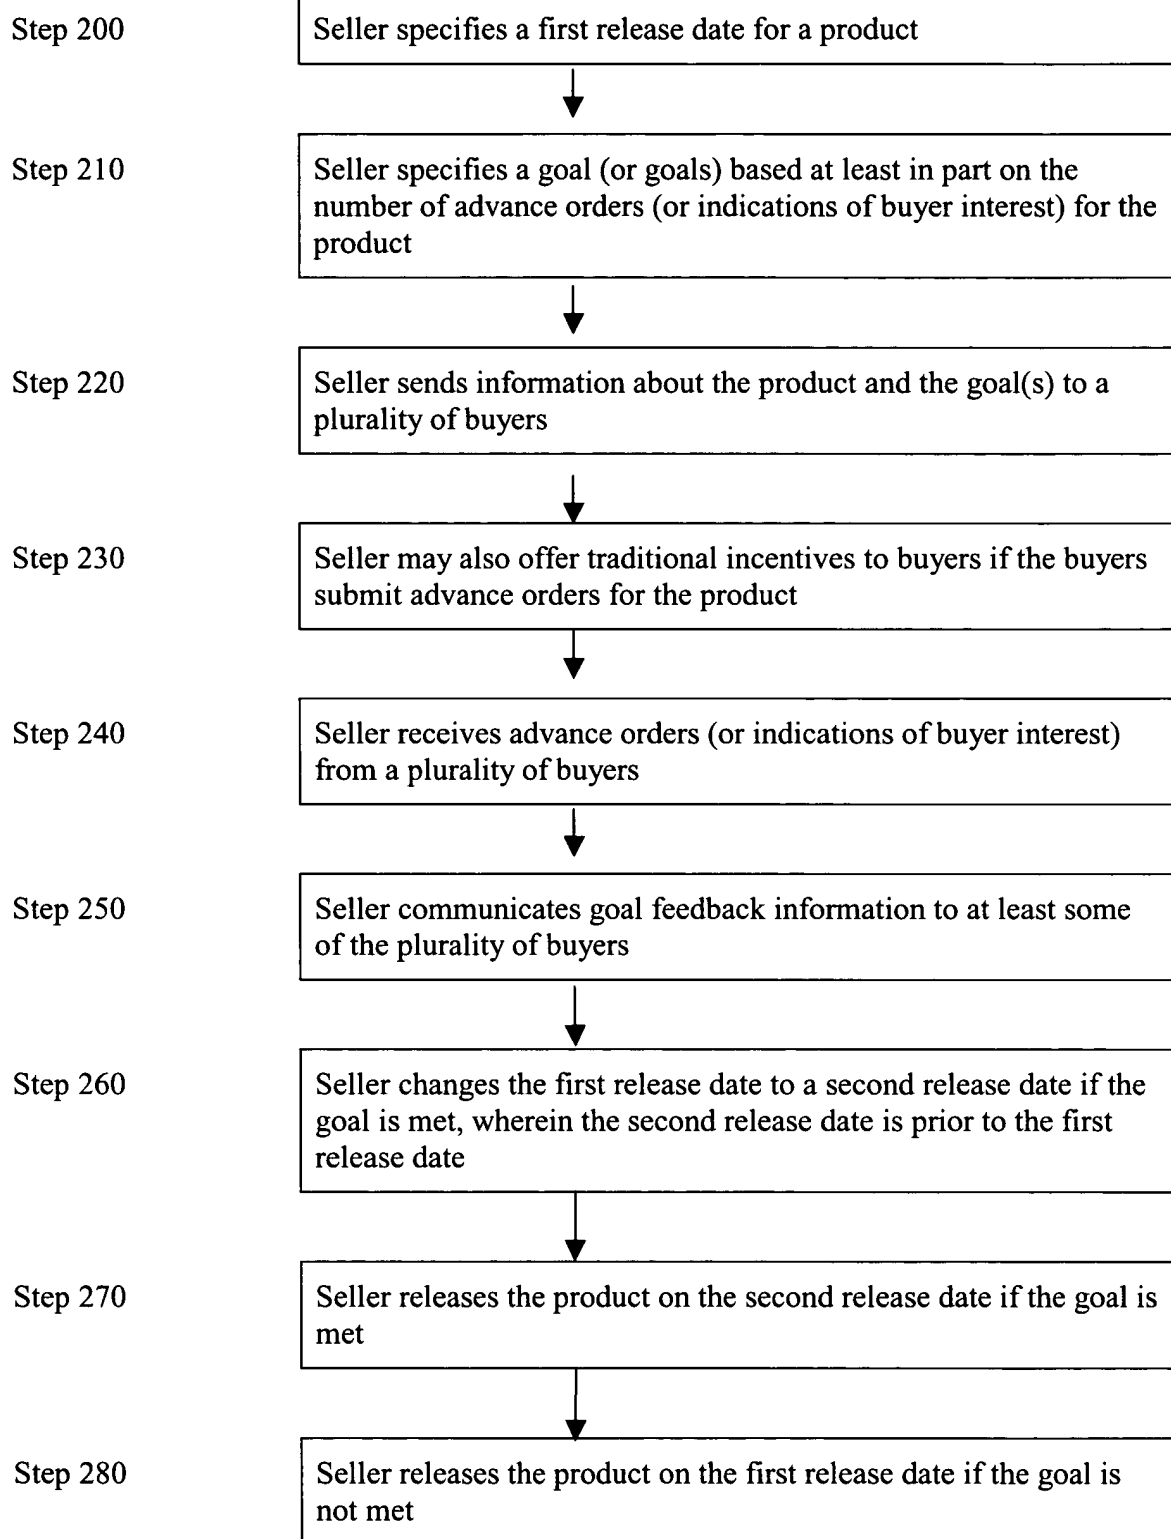 Step 200
Seller specifies a first release date for a product
Step 210
Seller specifies a goal (or goals) based at least in part on the
number of advance orders (or indications of buyer interest) for the
product
Step 220
Seller sends information about the product and the goal(s) to a
plurality of buyers
Step 230
Seller may also offer traditional incentives to buyers if the buyers
submit advance orders for the product
Step 240
Seller receives advance orders (or indications of buyer interest)
from a plurality of buyers
Step 250
Seller communicates goal feedback information to at least some
of the plurality of buyers
Step 260
Seller changes the first release date to a second release date if the
goal is met, wherein the second release date is prior to the first
release date
Step 270
Seller releases the product on the second release date if the goal is
met
Step 280
Seller releases the product on the first release date if the goal is
not met